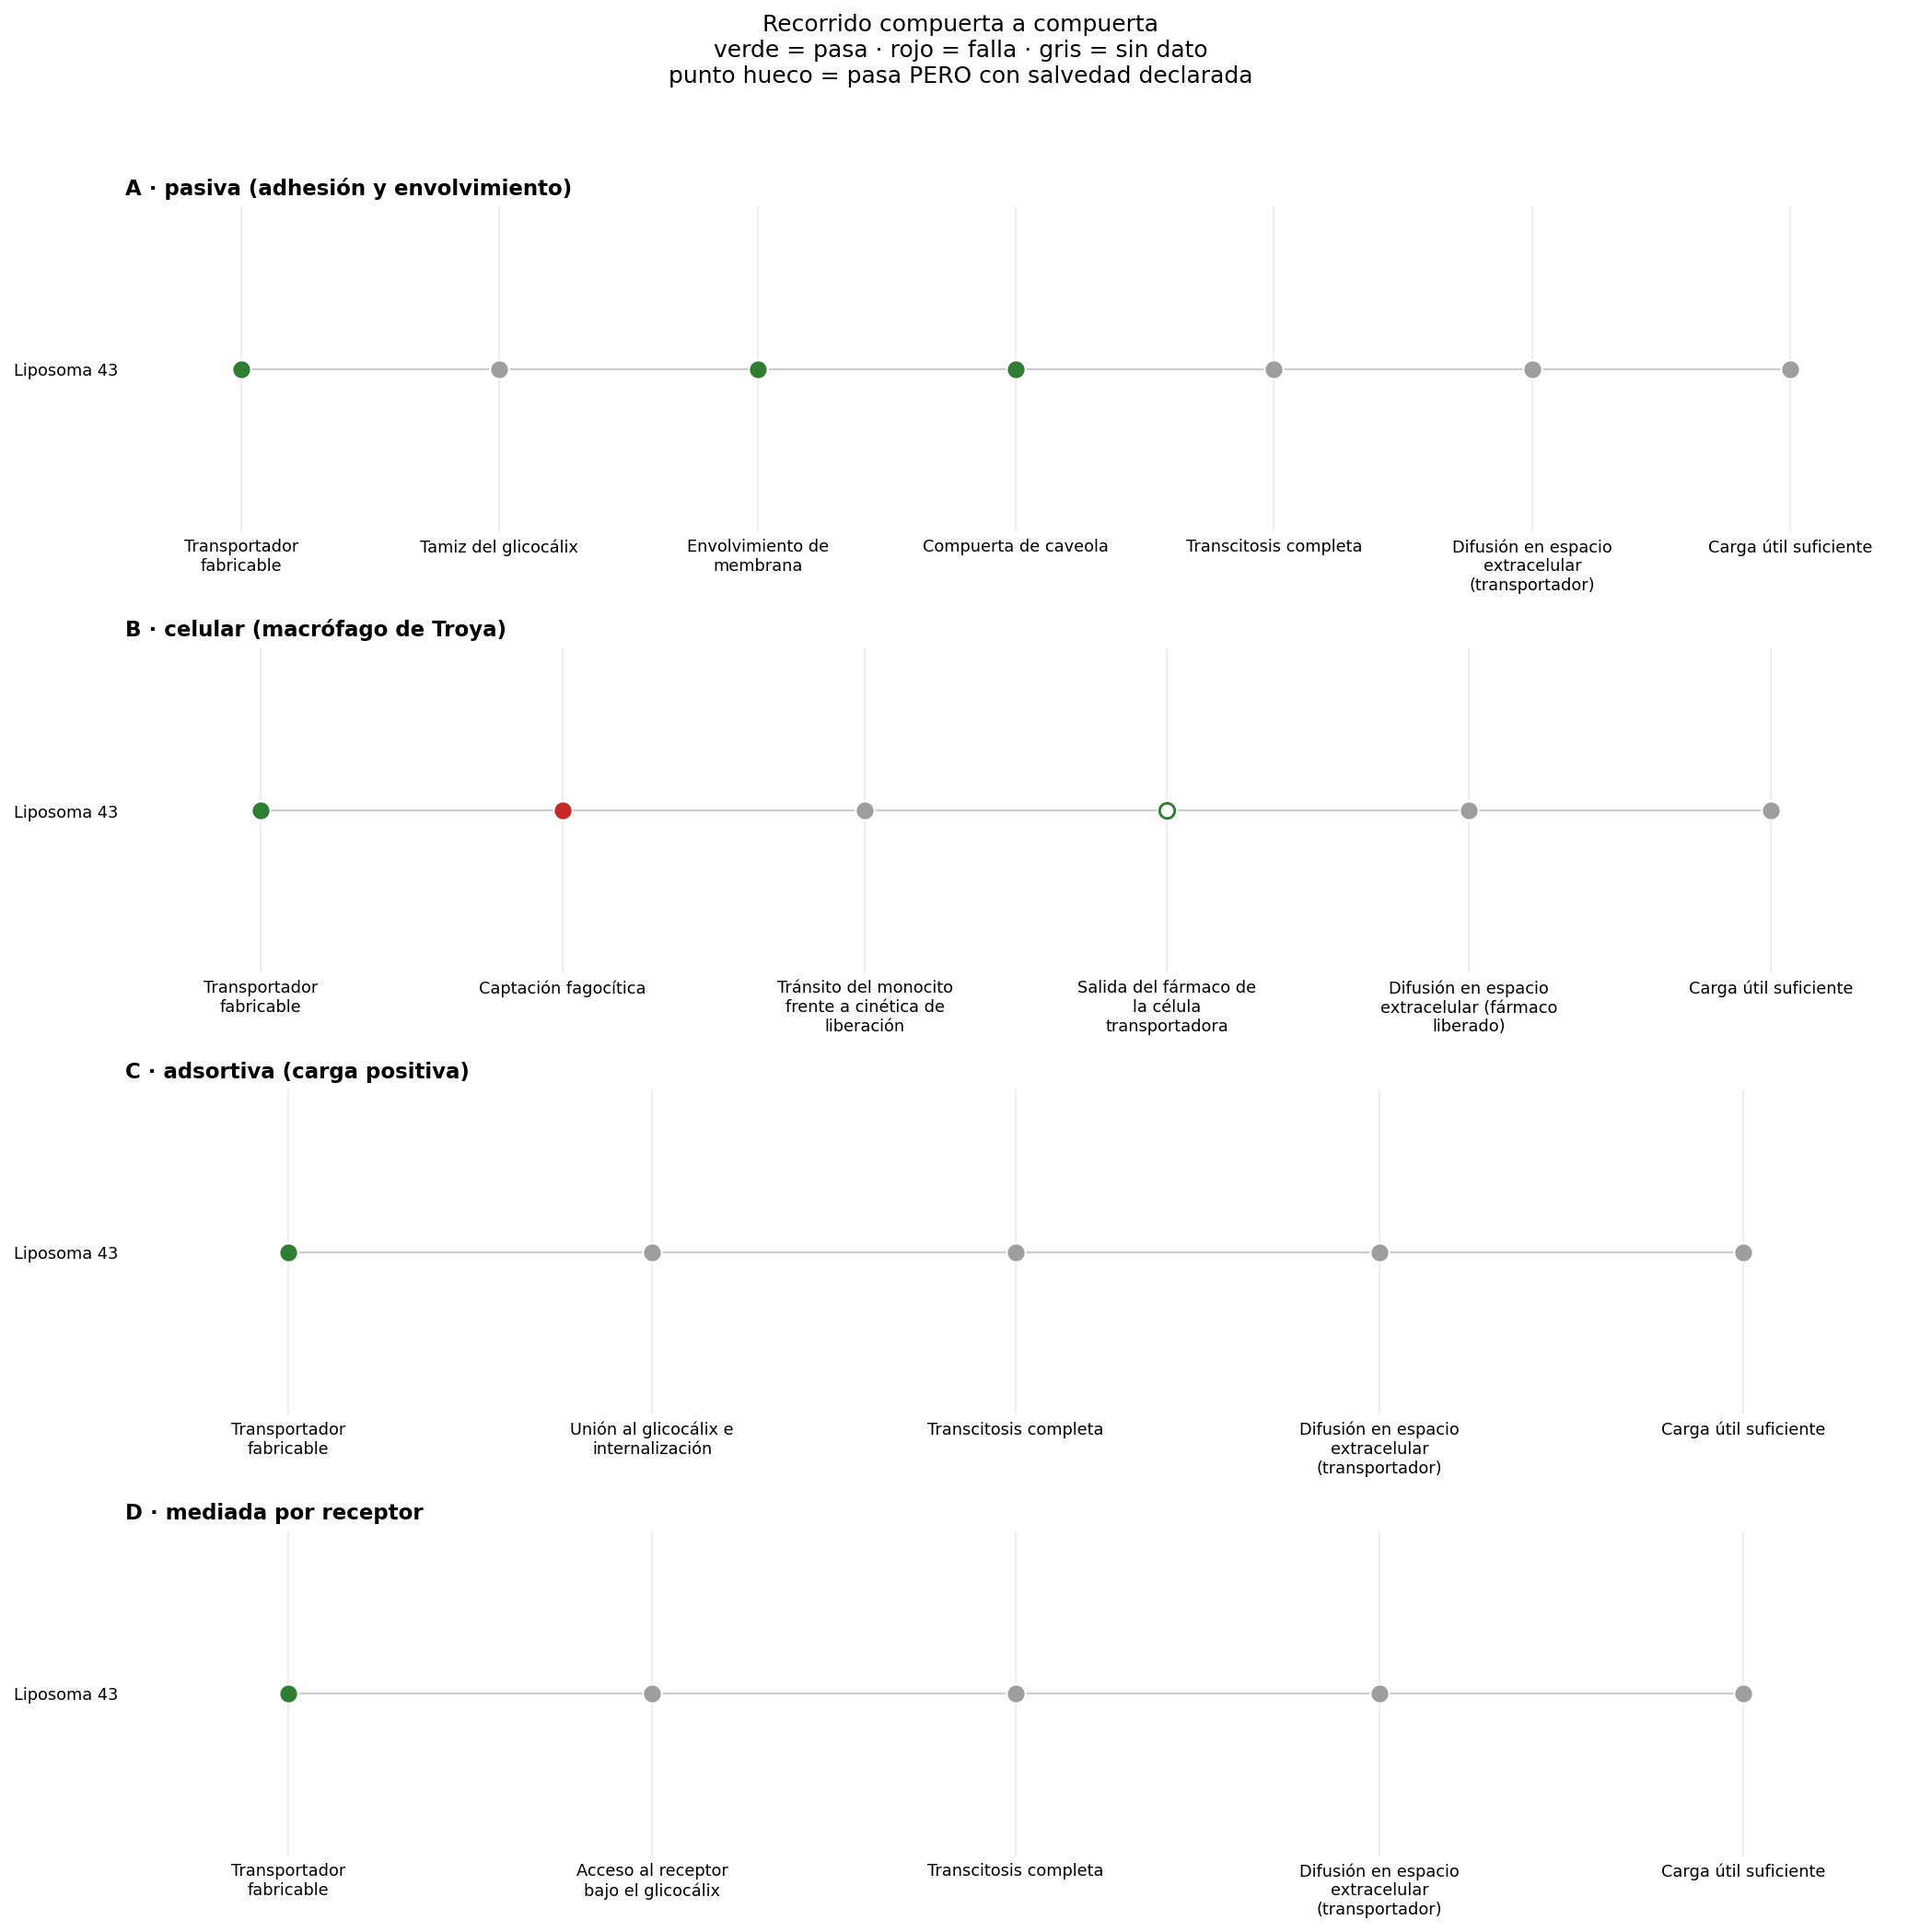 Recorrido compuerta a compuerta
verde = pasa · rojo = falla · gris = sin dato
punto hueco = pasa PERO con salvedad declarada
A · pasiva (adhesión y envolvimiento)
Liposoma 43
Transportador
fabricable
Tamiz del glicocálix
Envolvimiento de
membrana
Compuerta de caveola
Transcitosis completa
Difusión en espacio
extracelular
(transportador)
Carga útil suficiente
B · celular (macrófago de Troya)
Liposoma 43
Transportador
fabricable
Captación fagocítica
Tránsito del monocito
frente a cinética de
liberación
Salida del fármaco de
la célula
transportadora
Difusión en espacio
extracelular (fármaco
liberado)
Carga útil suficiente
C · adsortiva (carga positiva)
Liposoma 43
Transportador
fabricable
Unión al glicocálix e
internalización
Transcitosis completa
Difusión en espacio
extracelular
(transportador)
Carga útil suficiente
D · mediada por receptor
Liposoma 43
Transportador
fabricable
Acceso al receptor
bajo el glicocálix
Transcitosis completa
Difusión en espacio
extracelular
(transportador)
Carga útil suficiente